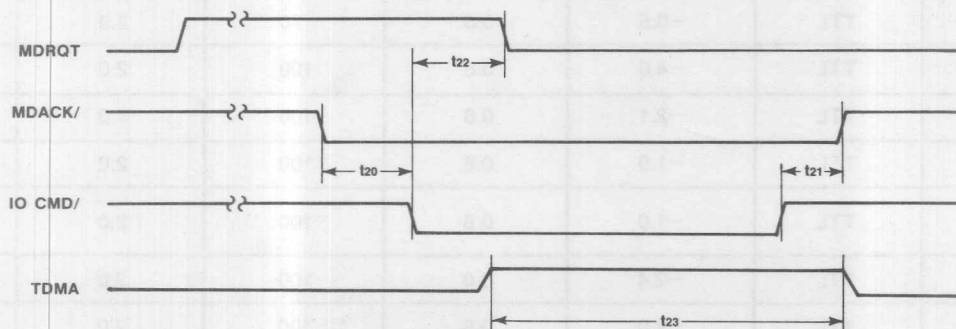 MDRQT
t22
MDACK/
t20
t21
IO CMD/
TDMA
t23